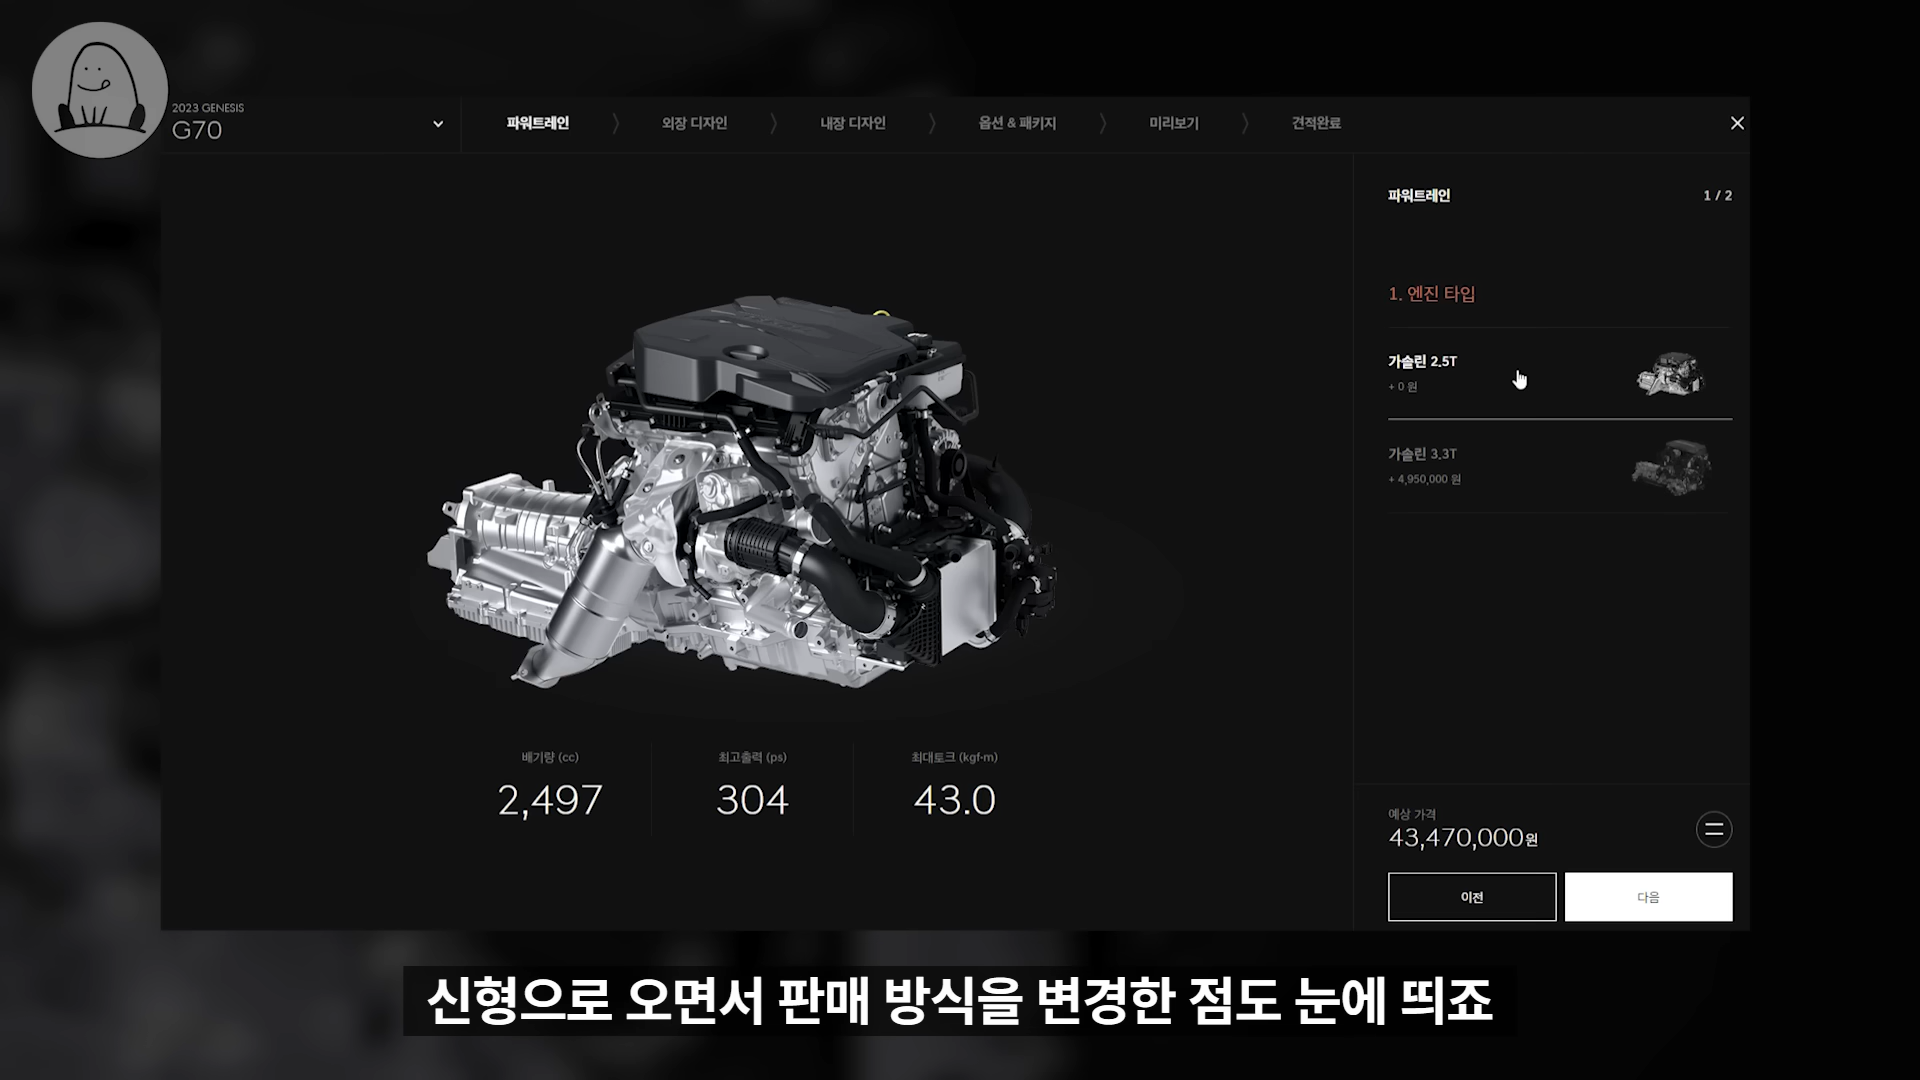 2023 GENESIS
G70
파워트레인
외장 디자인
내장 디자인
옵션 & 패키지
미리보기
견적완료
파워트레인
1 / 2
1. 엔진 타입
가솔린 2.5T
+ 0 원
가솔린 3.3T
+ 4,950,000 원
배기량 (cc)
2,497
최고출력 (ps)
304
최대토크 (kgf·m)
43.0
예상 가격
43,470,000원
이전
다음
신형으로 오면서 판매 방식을 변경한 점도 눈에 띄죠